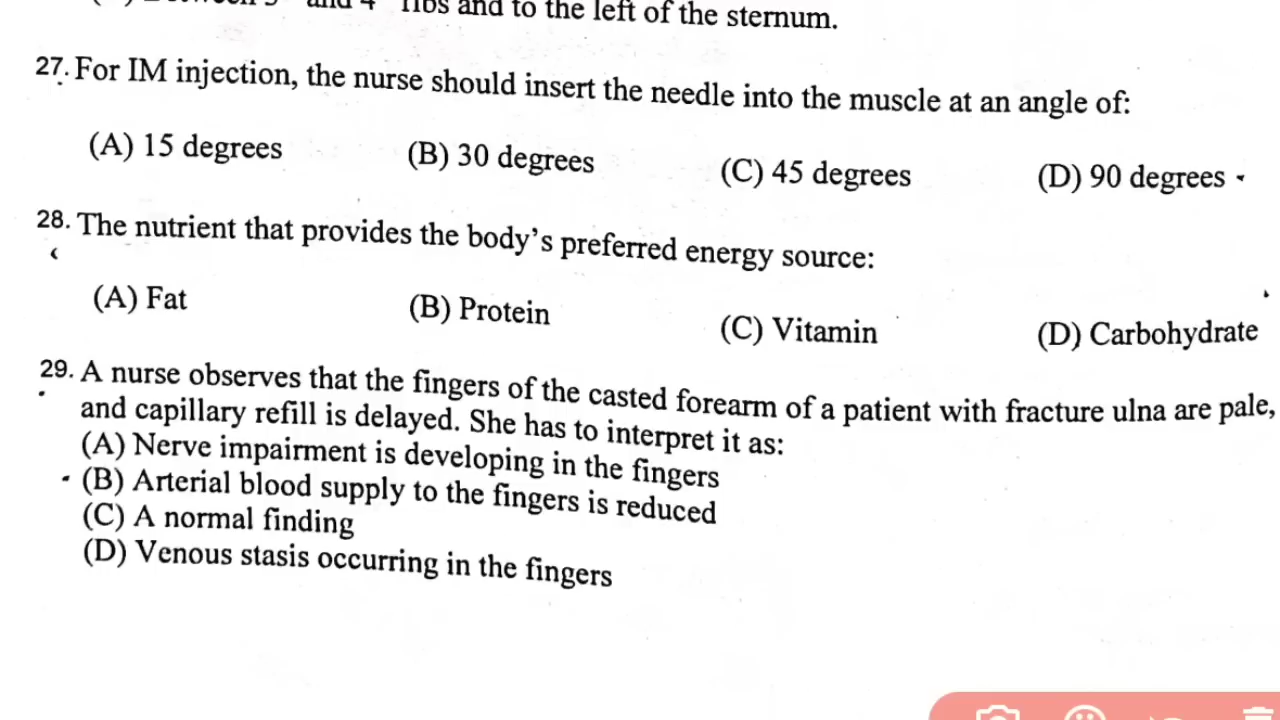 ribs and to the left of the sternum.
27. For IM injection, the nurse should insert the needle into the muscle at an angle of:
(A) 15 degrees (B) 30 degrees (C) 45 degrees (D) 90 degrees
28. The nutrient that provides the body's preferred energy source:
(A) Fat (B) Protein (C) Vitamin (D) Carbohydrate
29. A nurse observes that the fingers of the casted forearm of a patient with fracture ulna are pale,
and capillary refill is delayed. She has to interpret it as:
(A) Nerve impairment is developing in the fingers
(B) Arterial blood supply to the fingers is reduced
(C) A normal finding
(D) Venous stasis occurring in the fingers